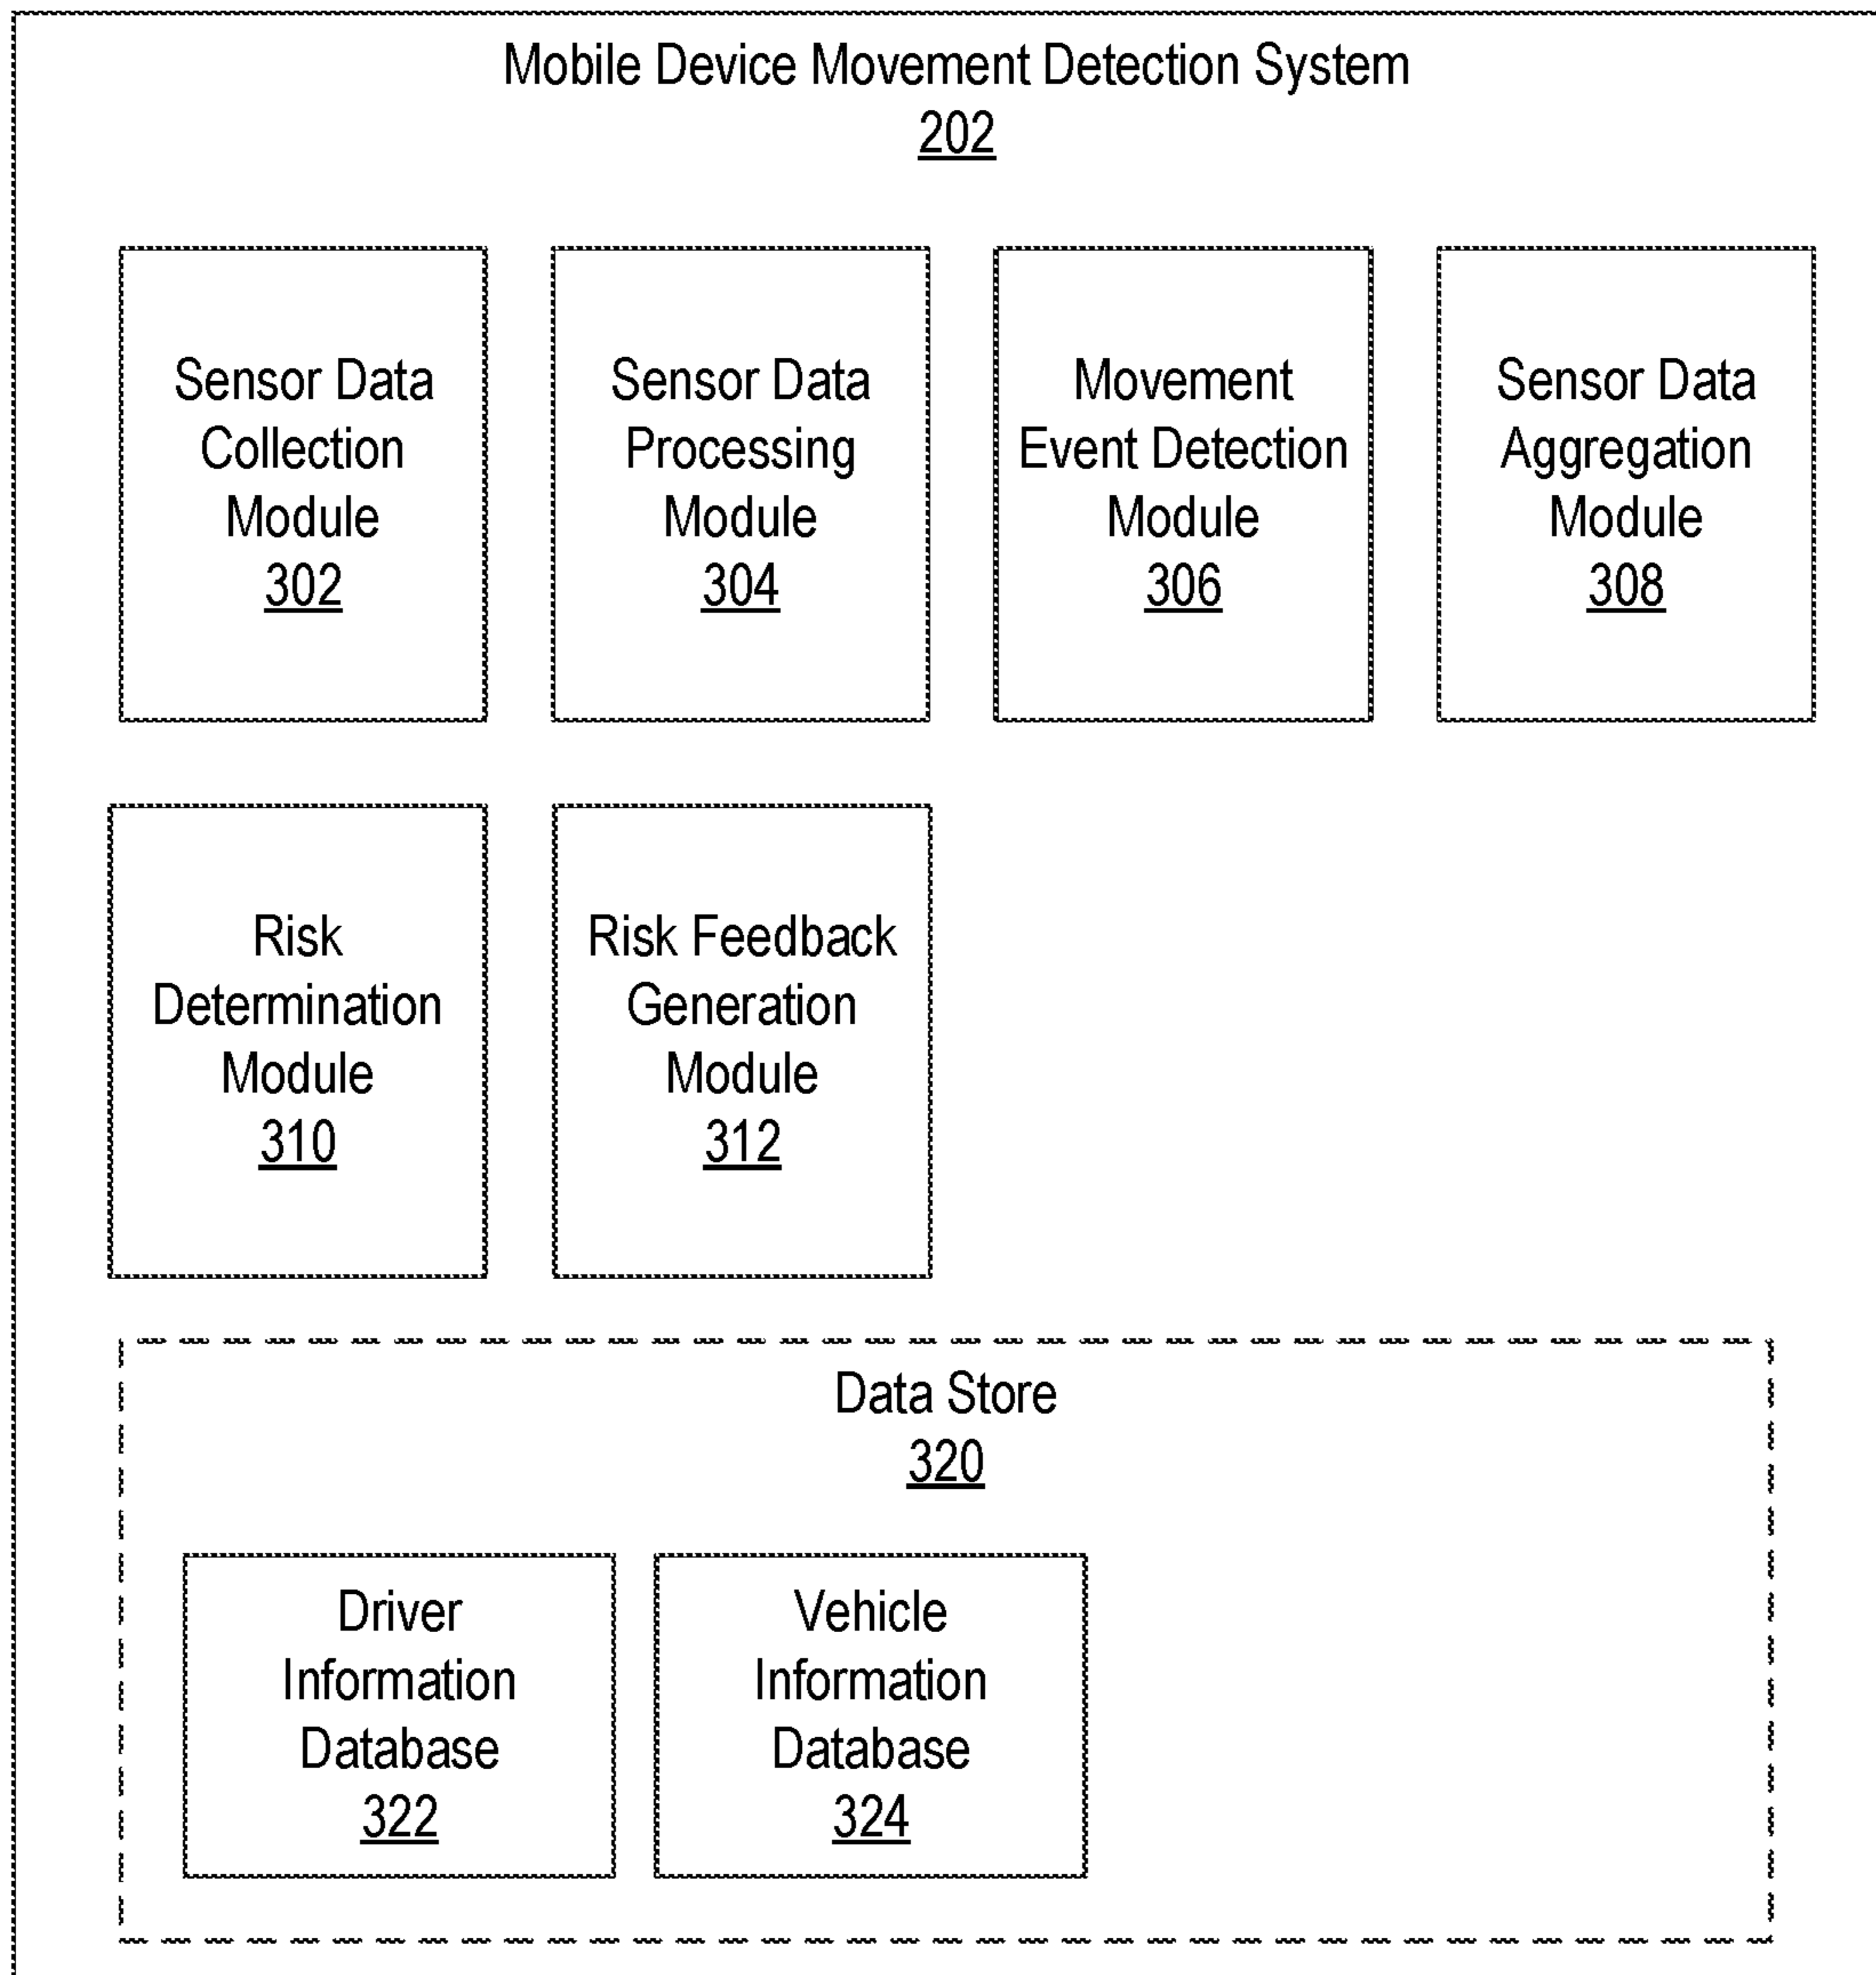 Mobile Device Movement Detection System
202
Sensor Data
Collection
Module
302
Sensor Data
Processing
Module
304
Movement
Event Detection
Module
306
Sensor Data
Aggregation
Module
308
Risk
Determination
Module
310
Risk Feedback
Generation
Module
312
Data Store
320
Driver
Information
Database
322
Vehicle
Information
Database
324